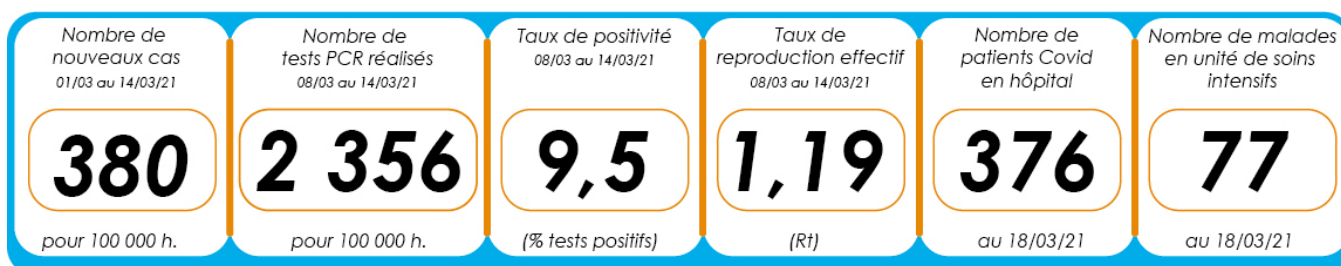 Nombre de
nouveaux cas
01/03 au 14/03/21
380
pour 100 000 h.
Nombre de
tests PCR réalisés
08/03 au 14/03/21
2 356
pour 100 000 h.
Taux de positivité
08/03 au 14/03/21
9,5
(% tests positifs)
Taux de
reproduction effectif
08/03 au 14/03/21
1,19
(Rt)
Nombre de
patients Covid
en hôpital
376
au 18/03/21
Nombre de malades
en unité de soins
intensifs
77
au 18/03/21